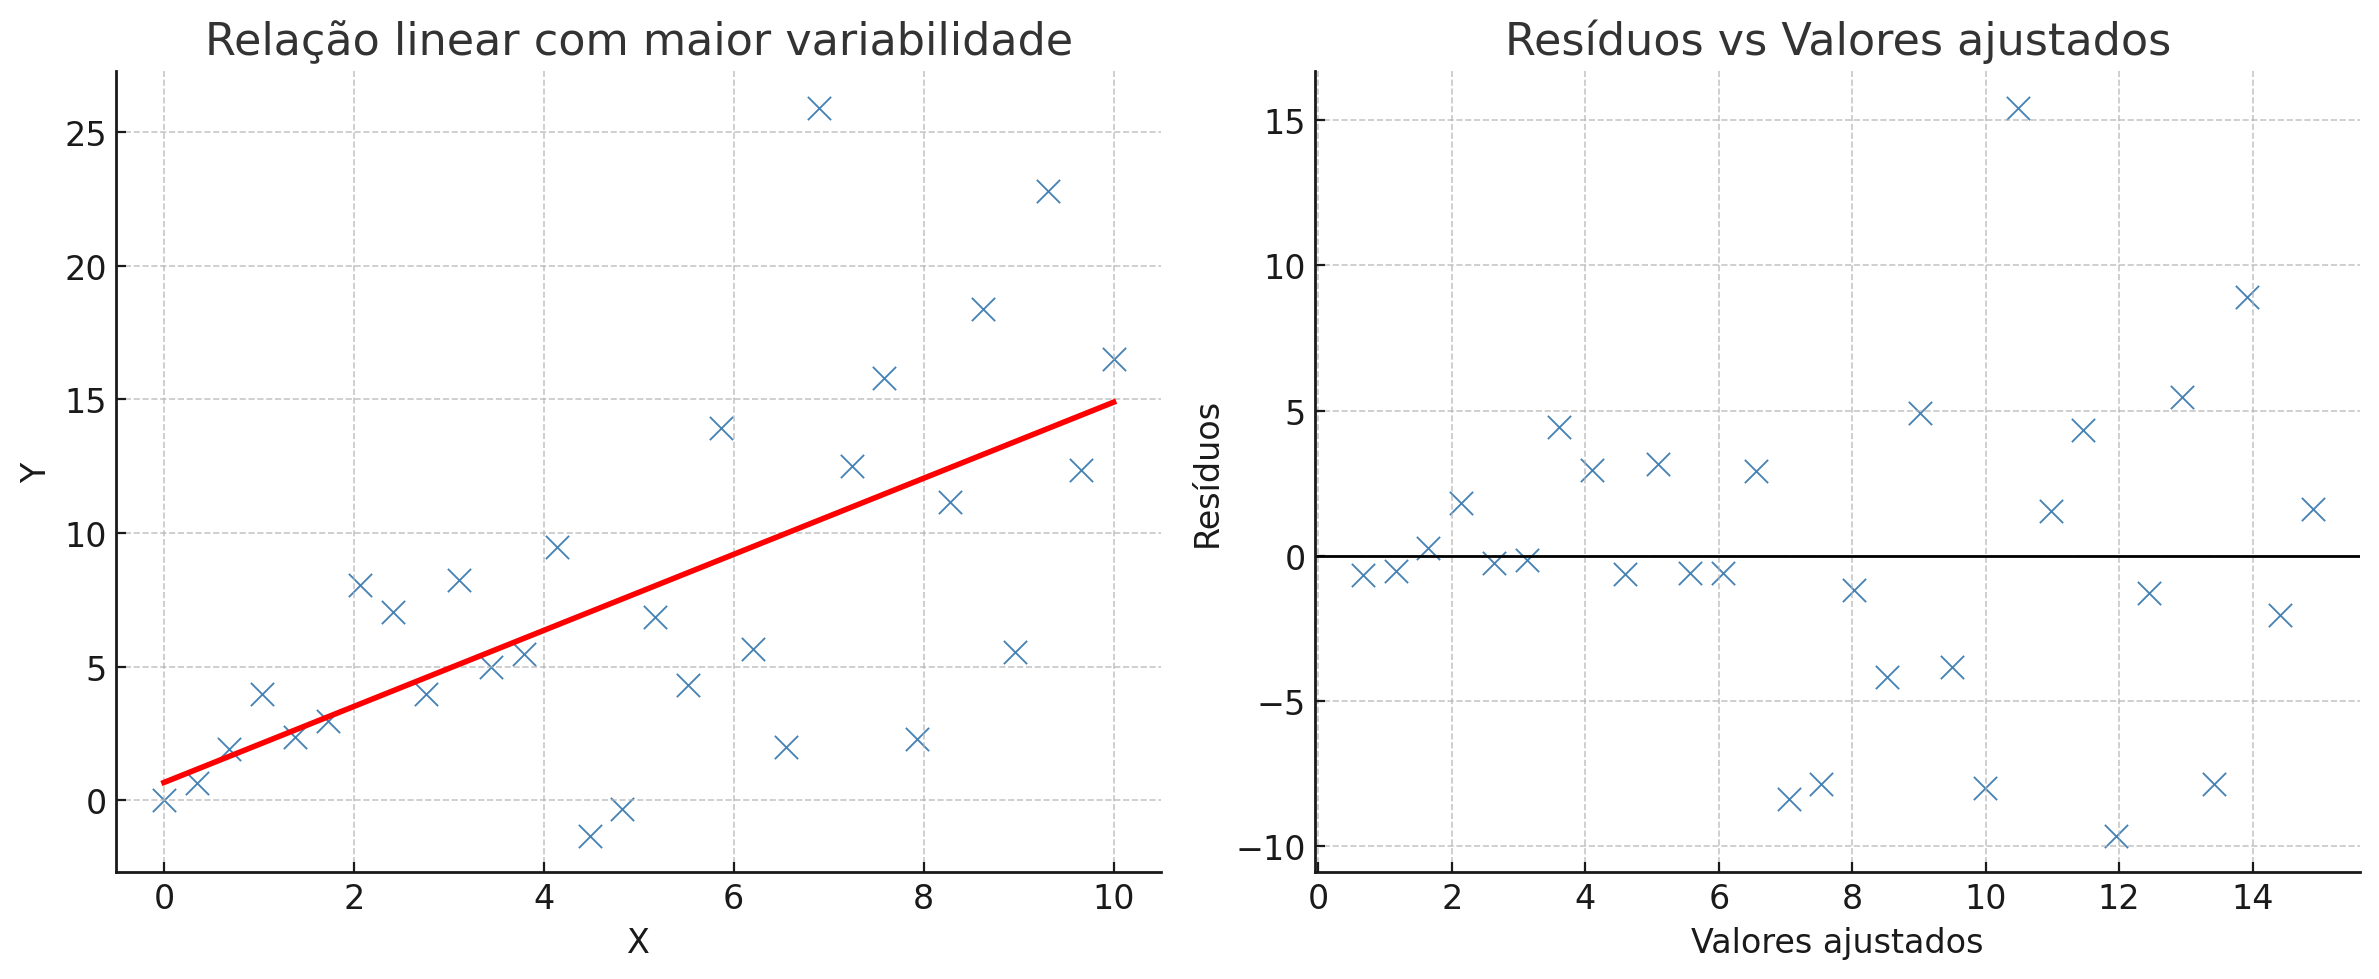 Relação linear com maior variabilidade
25
20
15
10
5
0
Y
0 2 4 6 8 10
X
Resíduos vs Valores ajustados
15
10
5
0
−5
−10
Resíduos
0 2 4 6 8 10 12 14
Valores ajustados